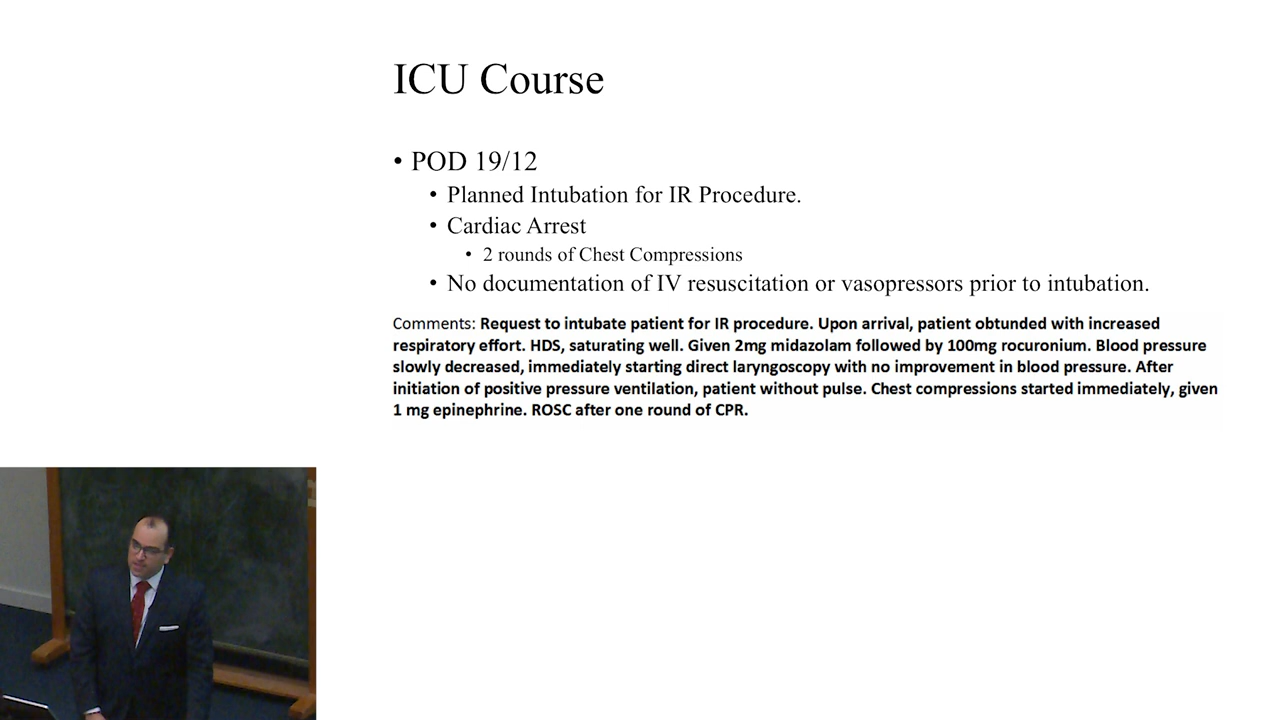 ICU Course
• POD 19/12
• Planned Intubation for IR Procedure.
• Cardiac Arrest
• 2 rounds of Chest Compressions
• No documentation of IV resuscitation or vasopressors prior to intubation.
Comments: Request to intubate patient for IR procedure. Upon arrival, patient obtunded with increased
respiratory effort. HDS, saturating well. Given 2mg midazolam followed by 100mg rocuronium. Blood pressure
slowly decreased, immediately starting direct laryngoscopy with no improvement in blood pressure. After
initiation of positive pressure ventilation, patient without pulse. Chest compressions started immediately, given
1 mg epinephrine. ROSC after one round of CPR.